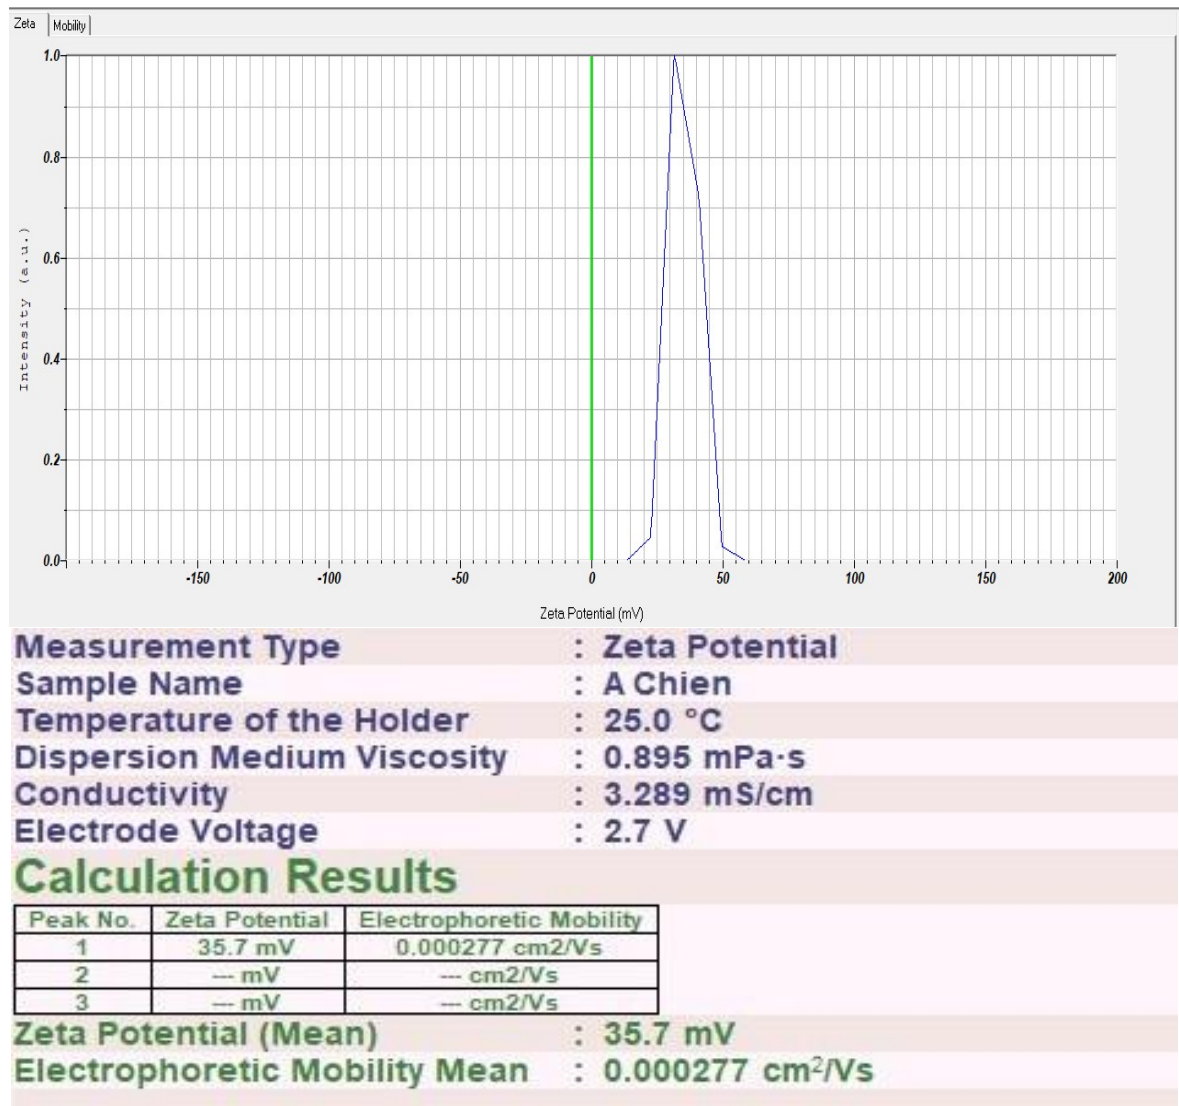 Zeta Mobility
1.0
0.8
0.6
0.4
0.2
0.0
Intensity (a.u.)
-150 -100 -50 0 50 100 150 200
Zeta Potential (mV)
Measurement Type : Zeta Potential
Sample Name : A Chien
Temperature of the Holder : 25.0 °C
Dispersion Medium Viscosity : 0.895 mPa·s
Conductivity : 3.289 mS/cm
Electrode Voltage : 2.7 V
Calculation Results
Peak No. Zeta Potential Electrophoretic Mobility
1 35.7 mV 0.000277 cm2/Vs
2 --- mV --- cm2/Vs
3 --- mV --- cm2/Vs
Zeta Potential (Mean) : 35.7 mV
Electrophoretic Mobility Mean : 0.000277 cm²/Vs